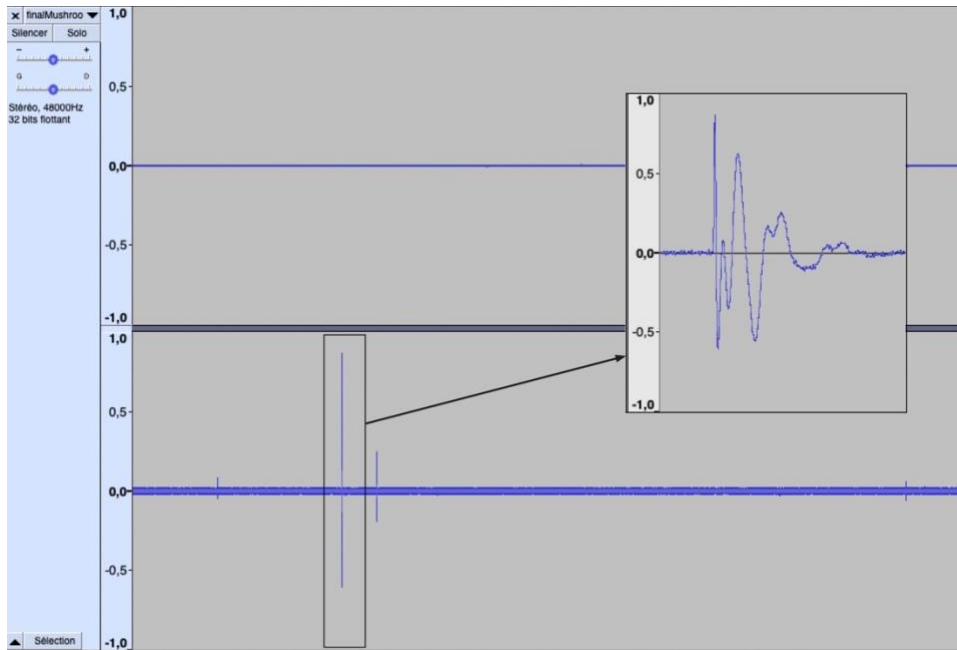 finalMushroo
Silencer Solo
- +
G D
Stéréo, 48000Hz
32 bits flottant
1,0
0,5-
0,0-
-0,5-
-1,0
1,0
0,5-
0,0-
-0,5-
-1,0
1,0
0,5-
0,0-
-0,5-
-1,0
Sélection